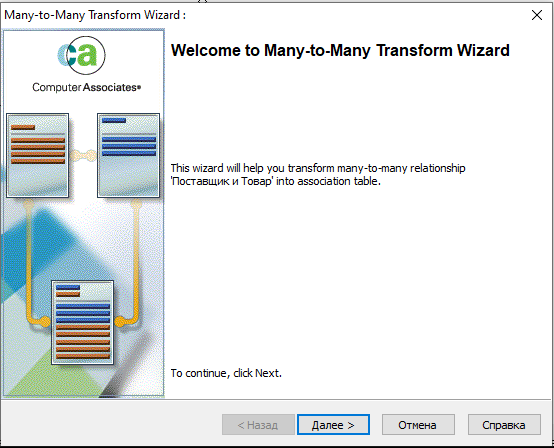 Many-to-Many Transform Wizard :
ca
Computer Associates®
Welcome to Many-to-Many Transform Wizard
This wizard will help you transform many-to-many relationship
'Поставщик и Товар' into association table.
To continue, click Next.
< Назад
Далее >
Отмена
Справка